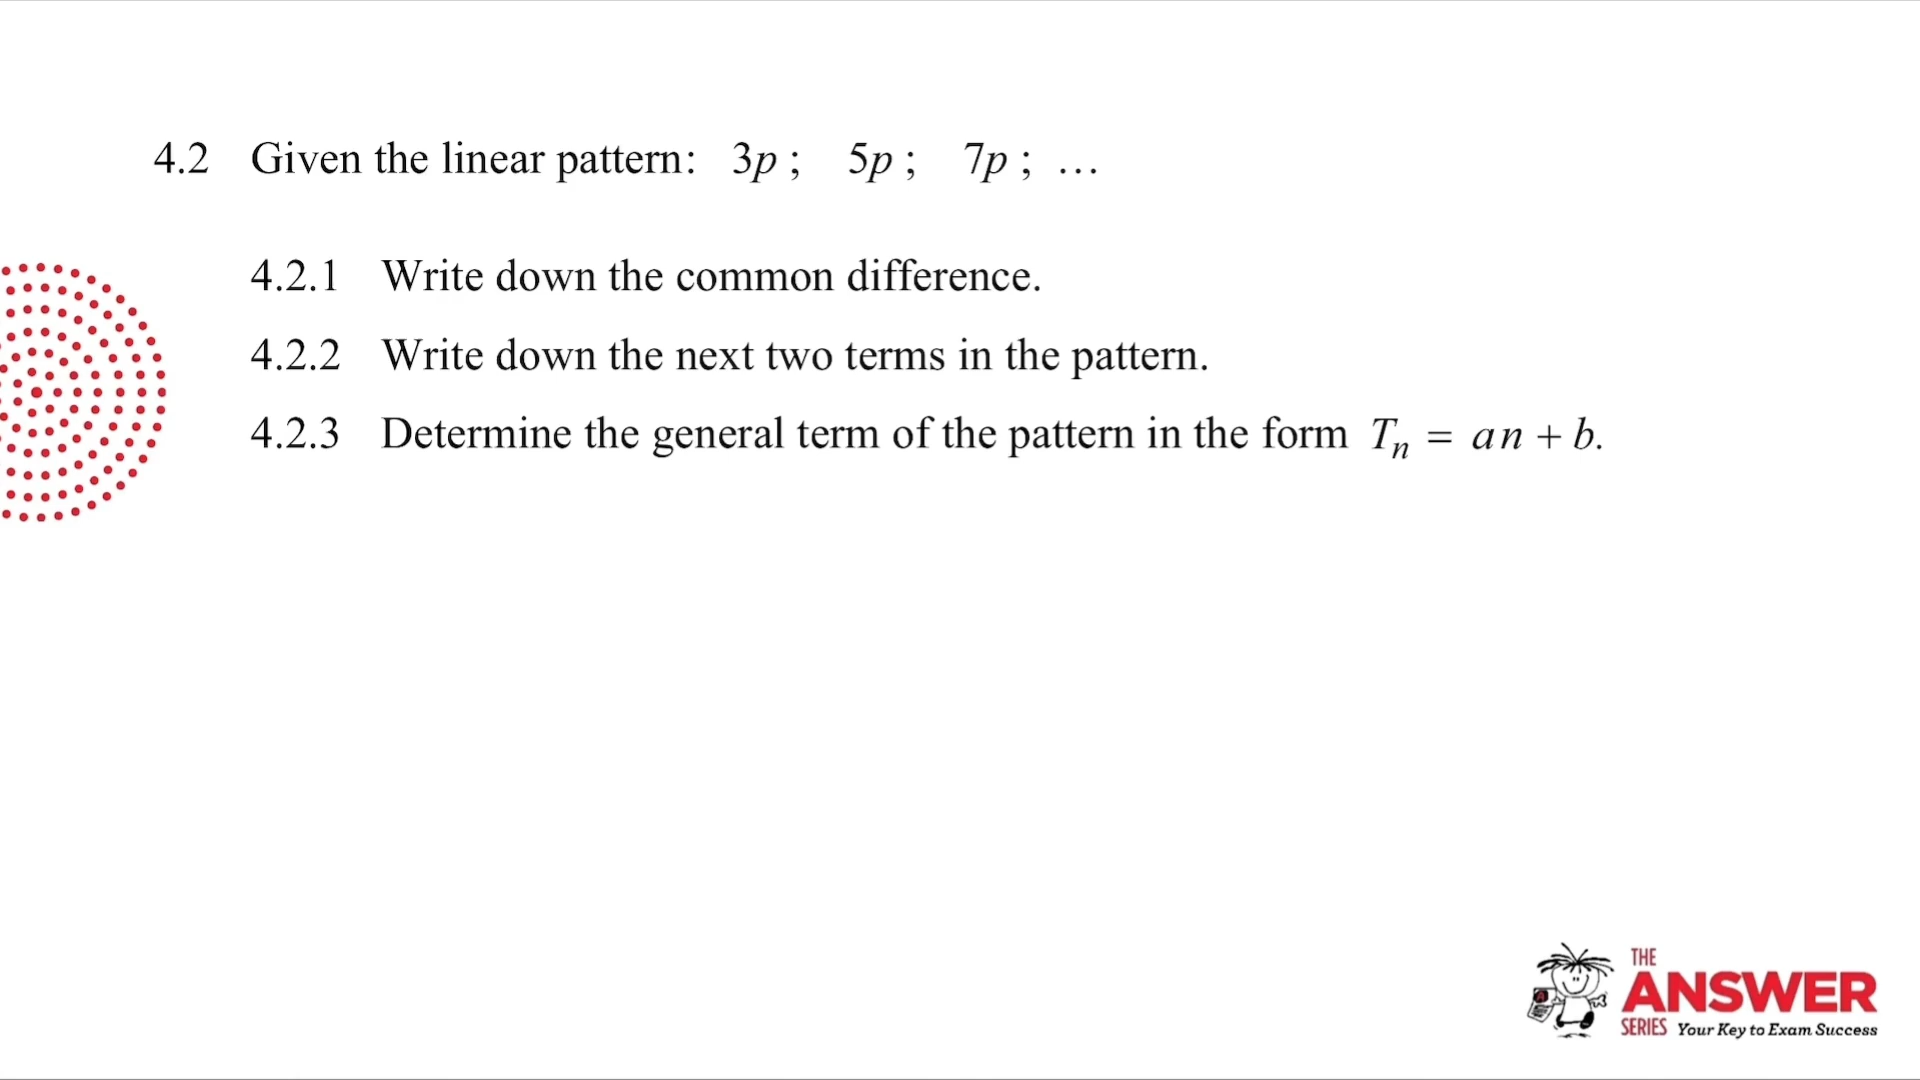 4.2 Given the linear pattern: 3p ; 5p ; 7p ; …
4.2.1 Write down the common difference.
4.2.2 Write down the next two terms in the pattern.
4.2.3 Determine the general term of the pattern in the form Tₙ = an + b.
THE
ANSWER
SERIES Your Key to Exam Success